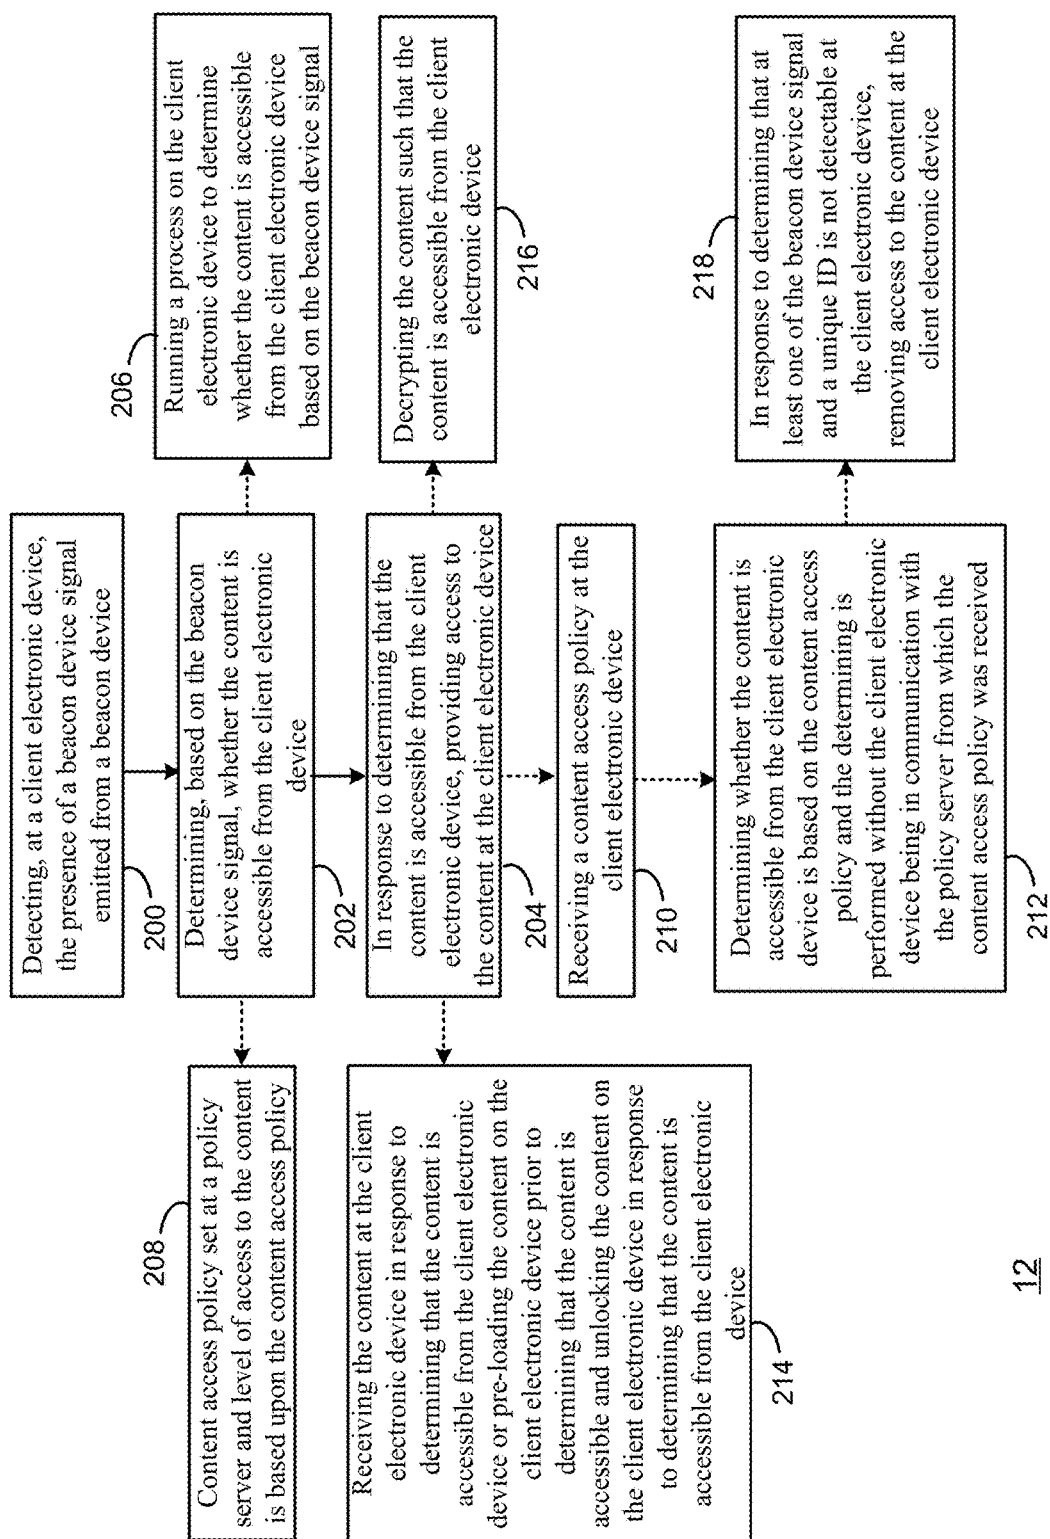 Detecting, at a client electronic device,
the presence of a beacon device signal
emitted from a beacon device
200
Determining, based on the beacon
device signal, whether the content is
accessible from the client electronic
device
202
Running a process on the client
electronic device to determine
whether the content is accessible
from the client electronic device
based on the beacon device signal
206
208
Content access policy set at a policy
server and level of access to the content
is based upon the content access policy
In response to determining that the
content is accessible from the client
electronic device, providing access to
the content at the client electronic device
204
Decrypting the content such that the
content is accessible from the client
electronic device
216
Receiving the content at the client
electronic device in response to
determining that the content is
accessible from the client electronic
device or pre-loading the content on the
client electronic device prior to
determining that the content is
accessible and unlocking the content on
the client electronic device in response
to determining that the content is
accessible from the client electronic
device
214
Receiving a content access policy at the
client electronic device
210
Determining whether the content is
accessible from the client electronic
device is based on the content access
policy and the determining is
performed without the client electronic
device being in communication with
the policy server from which the
content access policy was received
212
218
In response to determining that at
least one of the beacon device signal
and a unique ID is not detectable at
the client electronic device,
removing access to the content at the
client electronic device
12